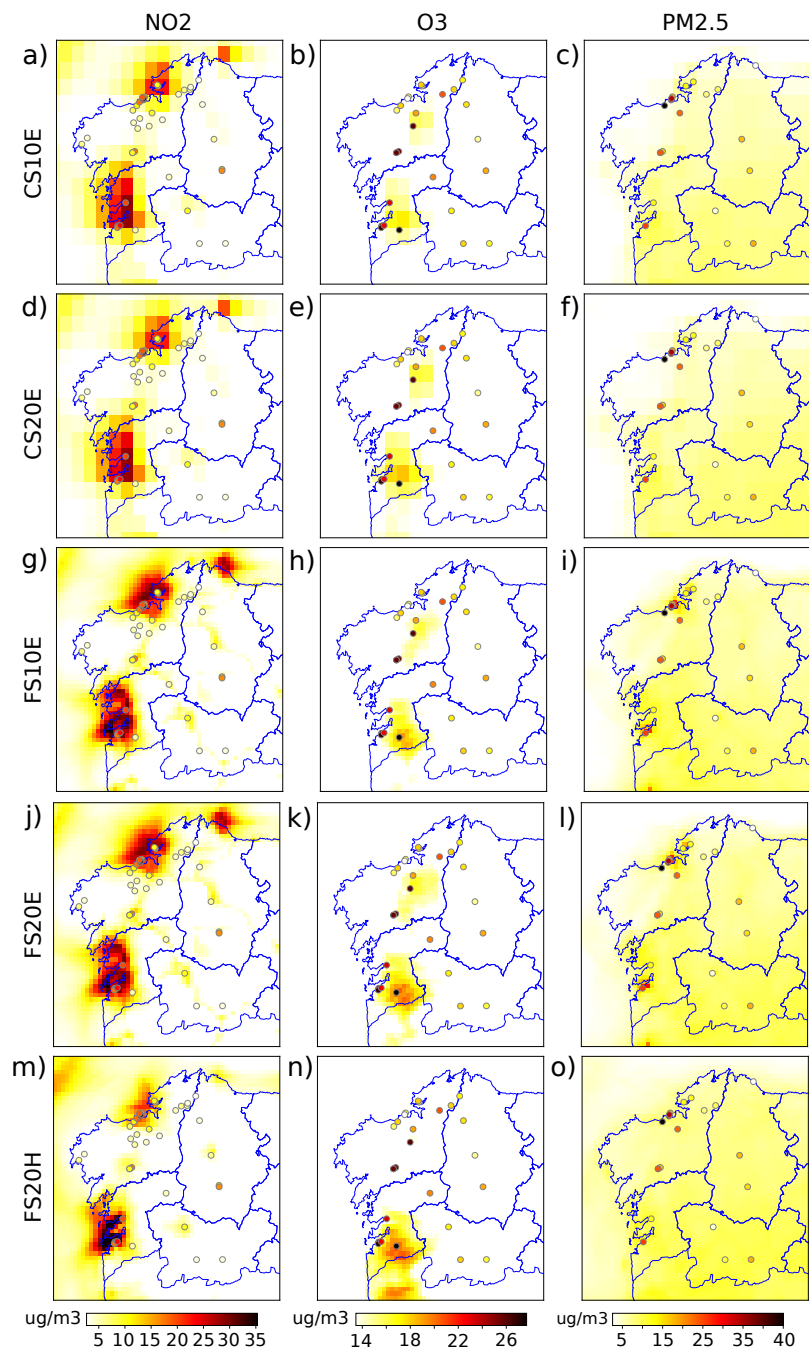 NO2 O3 PM2.5
a) b) c)
CS10E
d) e) f)
CS20E
g) h) i)
FS10E
j) k) l)
FS20E
m) n) o)
FS20H
ug/m3 5 10 15 20 25 30 35 ug/m3 14 18 22 26 ug/m3 5 10 15 25 40